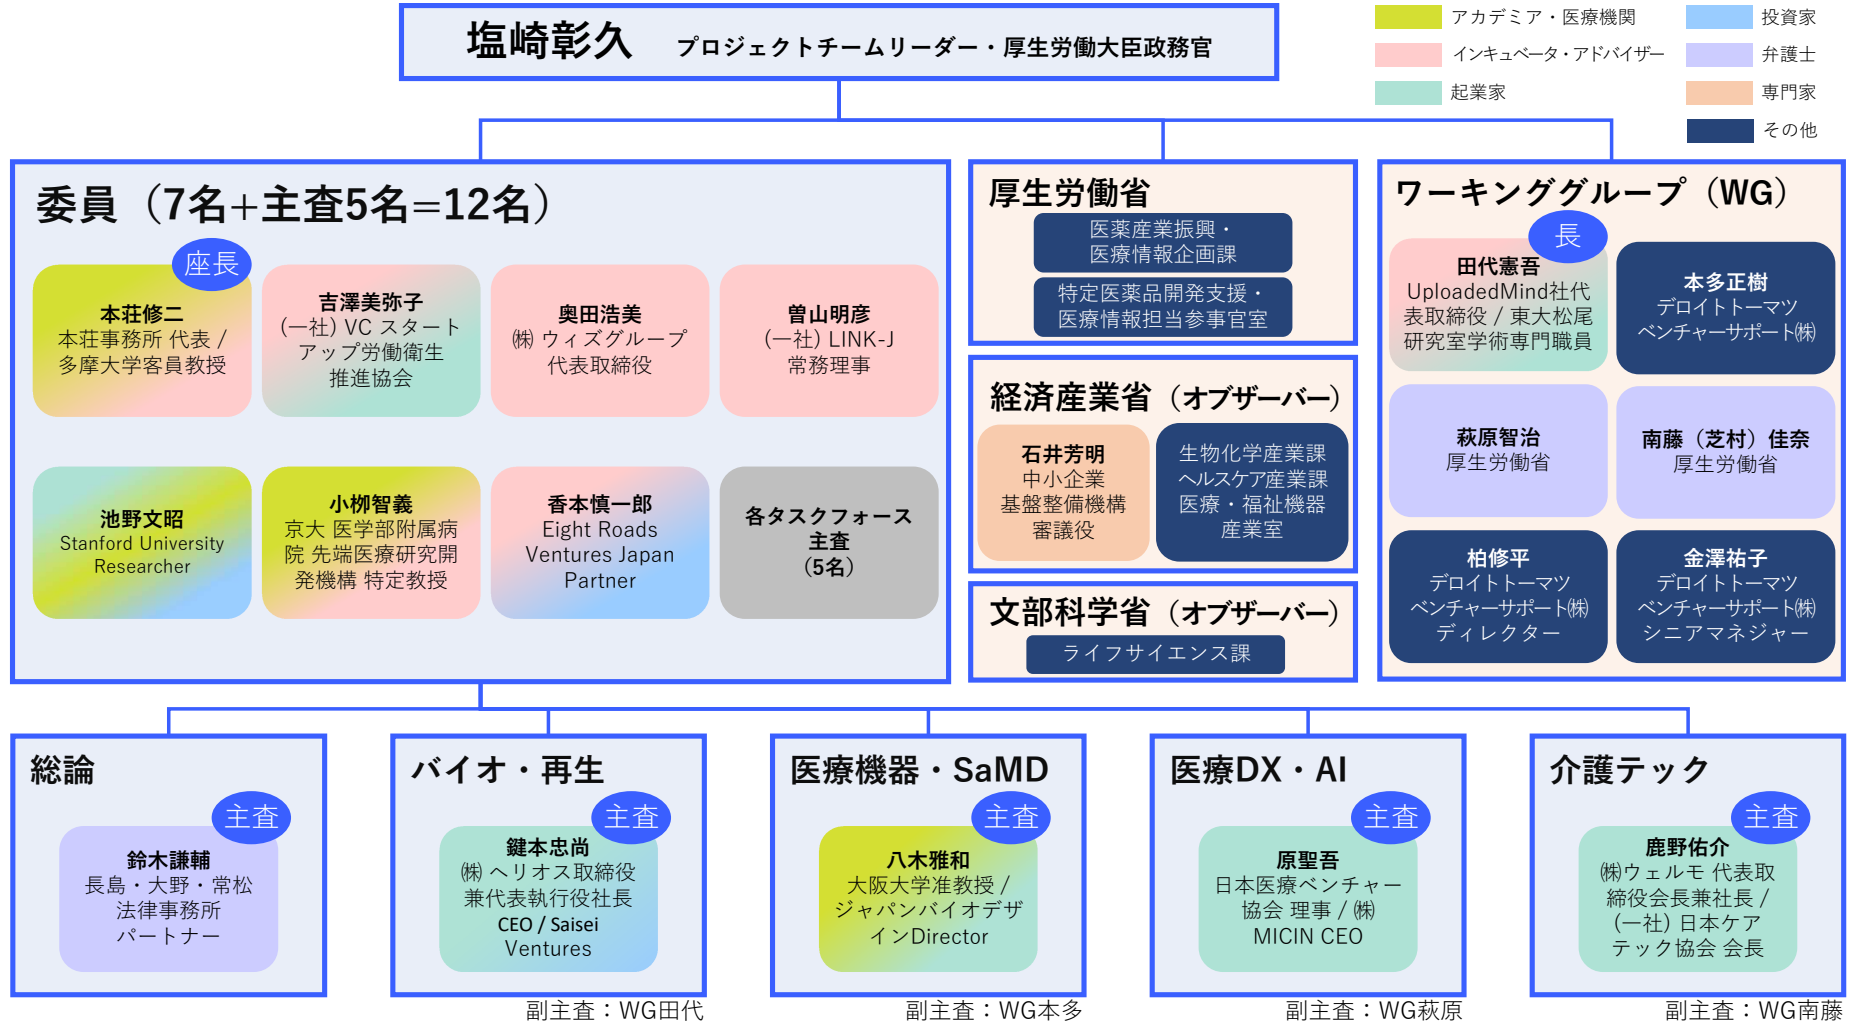 塩崎彰久 プロジェクトチームリーダー・厚生労働大臣政務官
アカデミア・医療機関
インキュベータ・アドバイザー
起業家
投資家
弁護士
専門家
その他
委員（7名+主査5名=12名）
座長
本荘修二
本荘事務所 代表 /
多摩大学客員教授
吉澤美弥子
(一社) VC スタート
アップ労働衛生
推進協会
奥田浩美
㈱ ウィズグループ
代表取締役
曽山明彦
(一社) LINK-J
常務理事
池野文昭
Stanford University
Researcher
小栁智義
京大 医学部附属病
院 先端医療研究開
発機構 特定教授
香本慎一郎
Eight Roads
Ventures Japan
Partner
各タスクフォース
主査
（5名）
厚生労働省
医薬産業振興・
医療情報企画課
特定医薬品開発支援・
医療情報担当参事官室
経済産業省（オブザーバー）
石井芳明
中小企業
基盤整備機構
審議役
生物化学産業課
ヘルスケア産業課
医療・福祉機器
産業室
文部科学省（オブザーバー）
ライフサイエンス課
ワーキンググループ（WG）
長
田代憲吾
UploadedMind社代
表取締役 / 東大松尾
研究室学術専門職員
本多正樹
デロイトトーマツ
ベンチャーサポート㈱
萩原智治
厚生労働省
南藤（芝村）佳奈
厚生労働省
柏修平
デロイトトーマツ
ベンチャーサポート㈱
ディレクター
金澤祐子
デロイトトーマツ
ベンチャーサポート㈱
シニアマネジャー
総論
主査
鈴木謙輔
長島・大野・常松
法律事務所
パートナー
バイオ・再生
主査
鍵本忠尚
㈱ ヘリオス取締役
兼代表執行役社長
CEO / Saisei
Ventures
副主査：WG田代
医療機器・SaMD
主査
八木雅和
大阪大学准教授 /
ジャパンバイオデザ
インDirector
副主査：WG本多
医療DX・AI
主査
原聖吾
日本医療ベンチャー
協会 理事 / ㈱
MICIN CEO
副主査：WG萩原
介護テック
主査
鹿野佑介
㈱ウェルモ 代表取
締役会長兼社長 /
(一社) 日本ケア
テック協会 会長
副主査：WG南藤